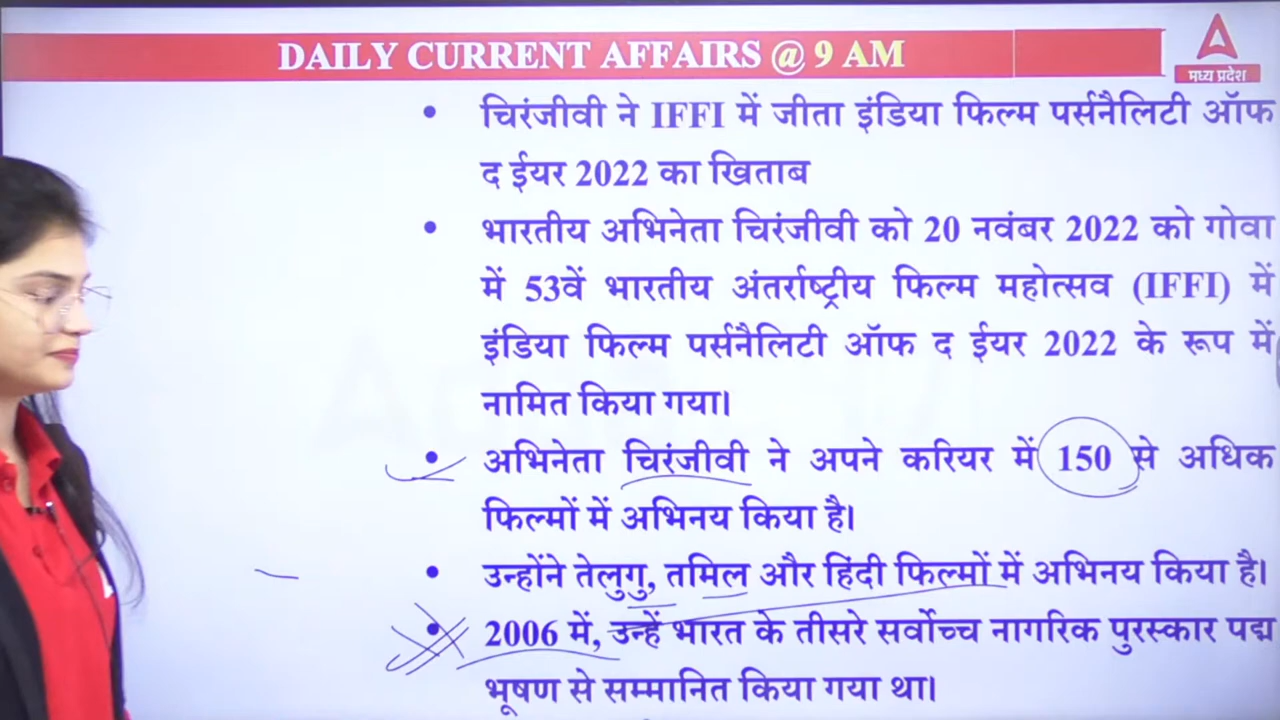 DAILY CURRENT AFFAIRS @ 9 AM
मध्य प्रदेश
• चिरंजीवी ने IFFI में जीता इंडिया फिल्म पर्सनैलिटी ऑफ
द ईयर 2022 का खिताब
• भारतीय अभिनेता चिरंजीवी को 20 नवंबर 2022 को गोवा
में 53वें भारतीय अंतर्राष्ट्रीय फिल्म महोत्सव (IFFI) में
इंडिया फिल्म पर्सनैलिटी ऑफ द ईयर 2022 के रूप में
नामित किया गया।
• अभिनेता चिरंजीवी ने अपने करियर में 150 से अधिक
फिल्मों में अभिनय किया है।
• उन्होंने तेलुगु, तमिल और हिंदी फिल्मों में अभिनय किया है।
• 2006 में, उन्हें भारत के तीसरे सर्वोच्च नागरिक पुरस्कार पद्म
भूषण से सम्मानित किया गया था।